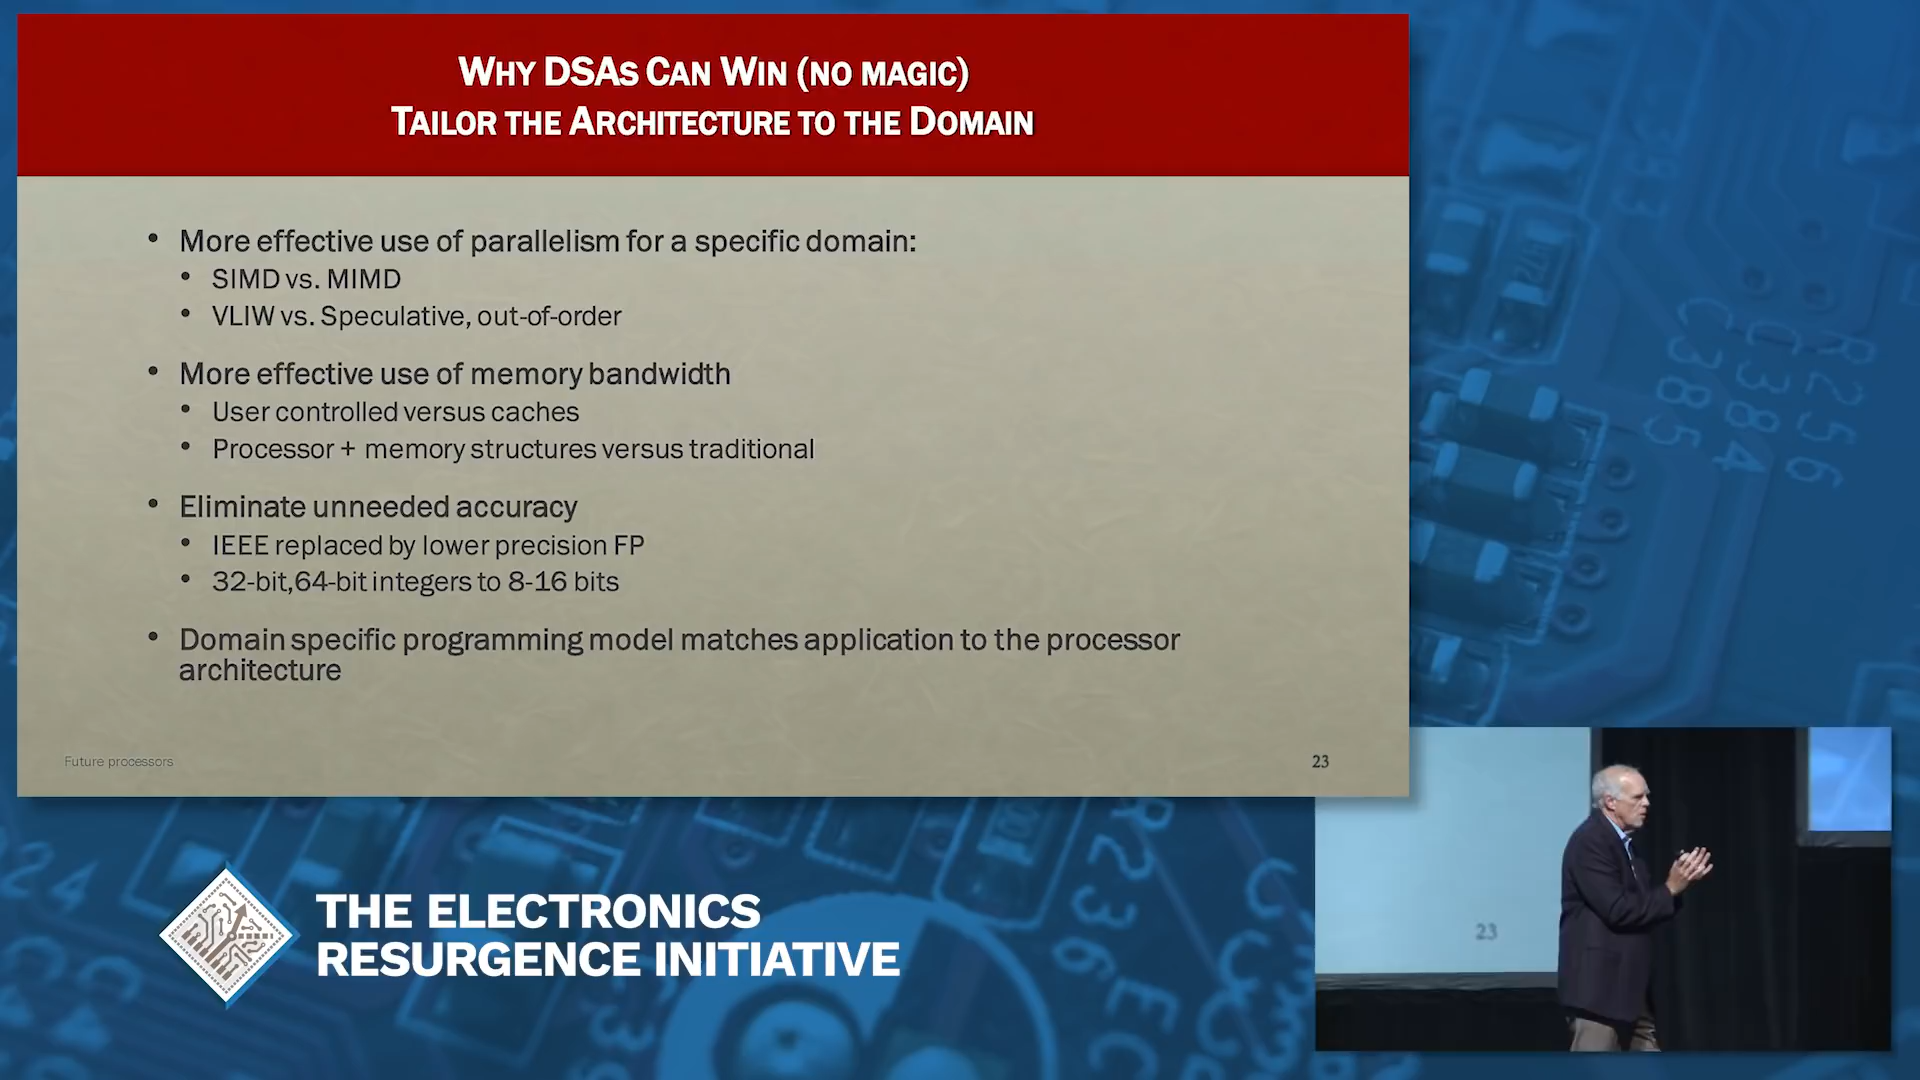 WHY DSAS CAN WIN (NO MAGIC)
TAILOR THE ARCHITECTURE TO THE DOMAIN
• More effective use of parallelism for a specific domain:
• SIMD vs. MIMD
• VLIW vs. Speculative, out-of-order
• More effective use of memory bandwidth
• User controlled versus caches
• Processor + memory structures versus traditional
• Eliminate unneeded accuracy
• IEEE replaced by lower precision FP
• 32-bit,64-bit integers to 8-16 bits
• Domain specific programming model matches application to the processor
architecture
Future processors
23
THE ELECTRONICS
RESURGENCE INITIATIVE
23
R256
C384
C385
R236